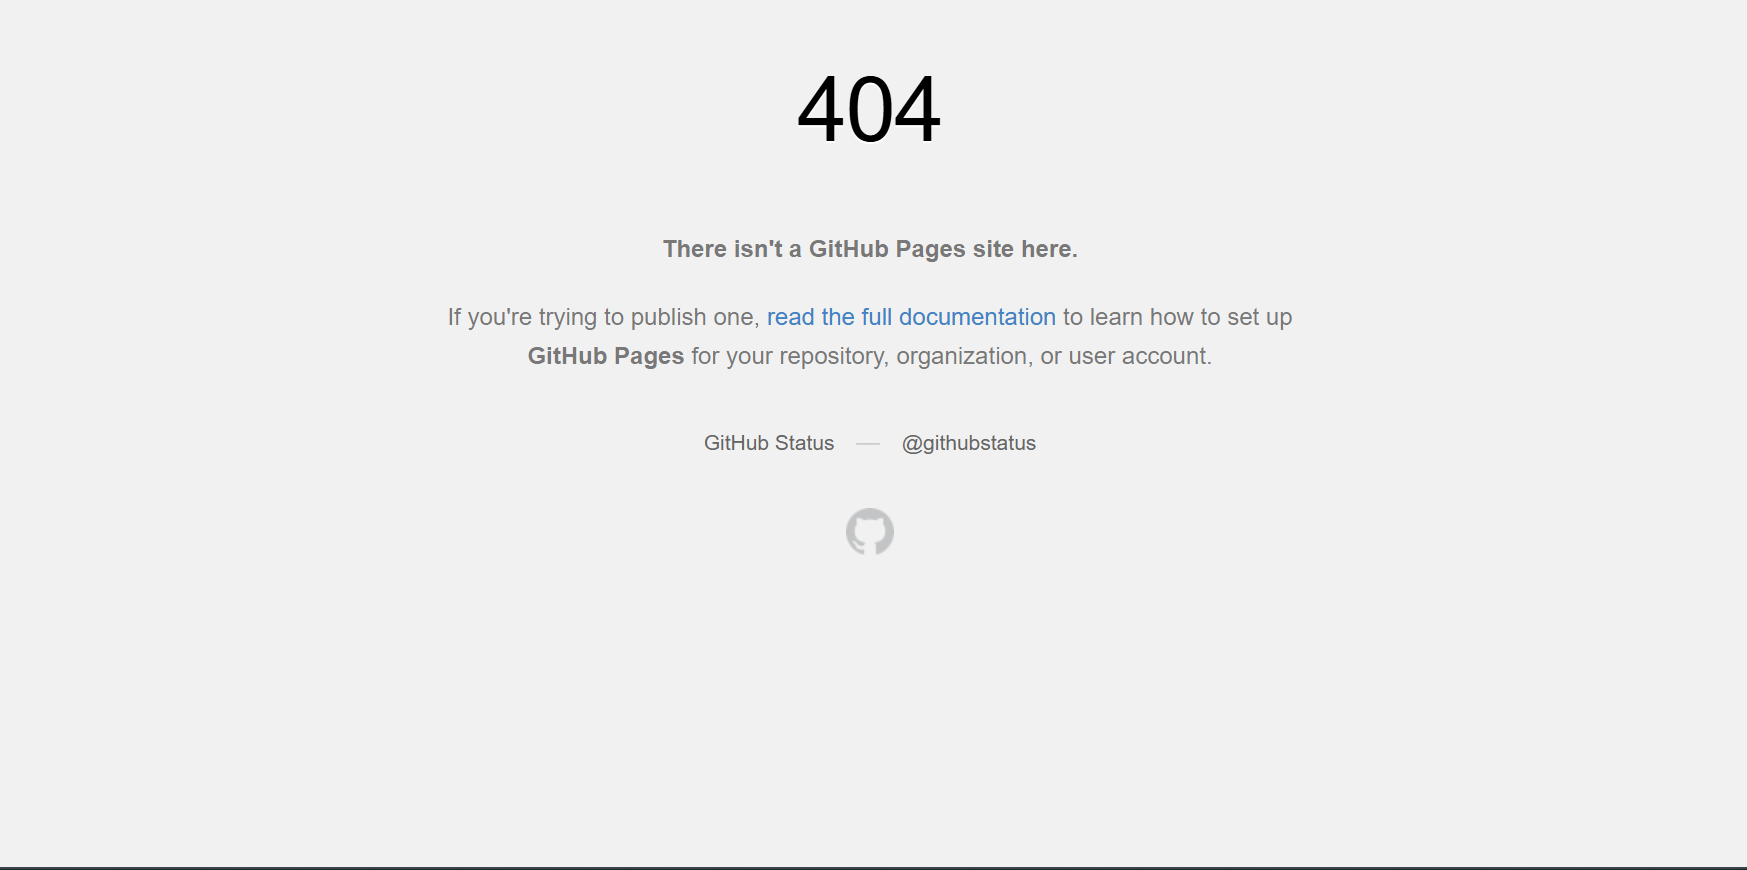 404
There isn't a GitHub Pages site here.
If you're trying to publish one, read the full documentation to learn how to set up
GitHub Pages for your repository, organization, or user account.
GitHub Status — @githubstatus